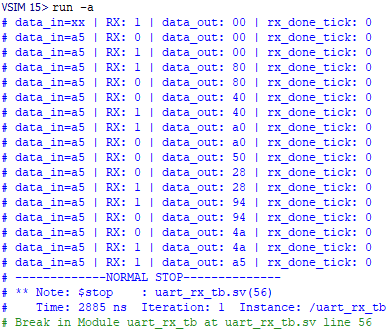 VSIM 15> run -a
# data_in=xx | RX: 1 | data_out: 00 | rx_done_tick: 0
# data_in=a5 | RX: 0 | data_out: 00 | rx_done_tick: 0
# data_in=a5 | RX: 1 | data_out: 00 | rx_done_tick: 0
# data_in=a5 | RX: 1 | data_out: 80 | rx_done_tick: 0
# data_in=a5 | RX: 0 | data_out: 80 | rx_done_tick: 0
# data_in=a5 | RX: 0 | data_out: 40 | rx_done_tick: 0
# data_in=a5 | RX: 1 | data_out: 40 | rx_done_tick: 0
# data_in=a5 | RX: 1 | data_out: a0 | rx_done_tick: 0
# data_in=a5 | RX: 0 | data_out: a0 | rx_done_tick: 0
# data_in=a5 | RX: 0 | data_out: 50 | rx_done_tick: 0
# data_in=a5 | RX: 0 | data_out: 28 | rx_done_tick: 0
# data_in=a5 | RX: 1 | data_out: 28 | rx_done_tick: 0
# data_in=a5 | RX: 1 | data_out: 94 | rx_done_tick: 0
# data_in=a5 | RX: 0 | data_out: 94 | rx_done_tick: 0
# data_in=a5 | RX: 0 | data_out: 4a | rx_done_tick: 0
# data_in=a5 | RX: 1 | data_out: 4a | rx_done_tick: 0
# data_in=a5 | RX: 1 | data_out: a5 | rx_done_tick: 0
# -------------NORMAL STOP--------------
# ** Note: $stop    : uart_rx_tb.sv(56)
#    Time: 2885 ns  Iteration: 1  Instance: /uart_rx_tb
# Break in Module uart_rx_tb at uart_rx_tb.sv line 56